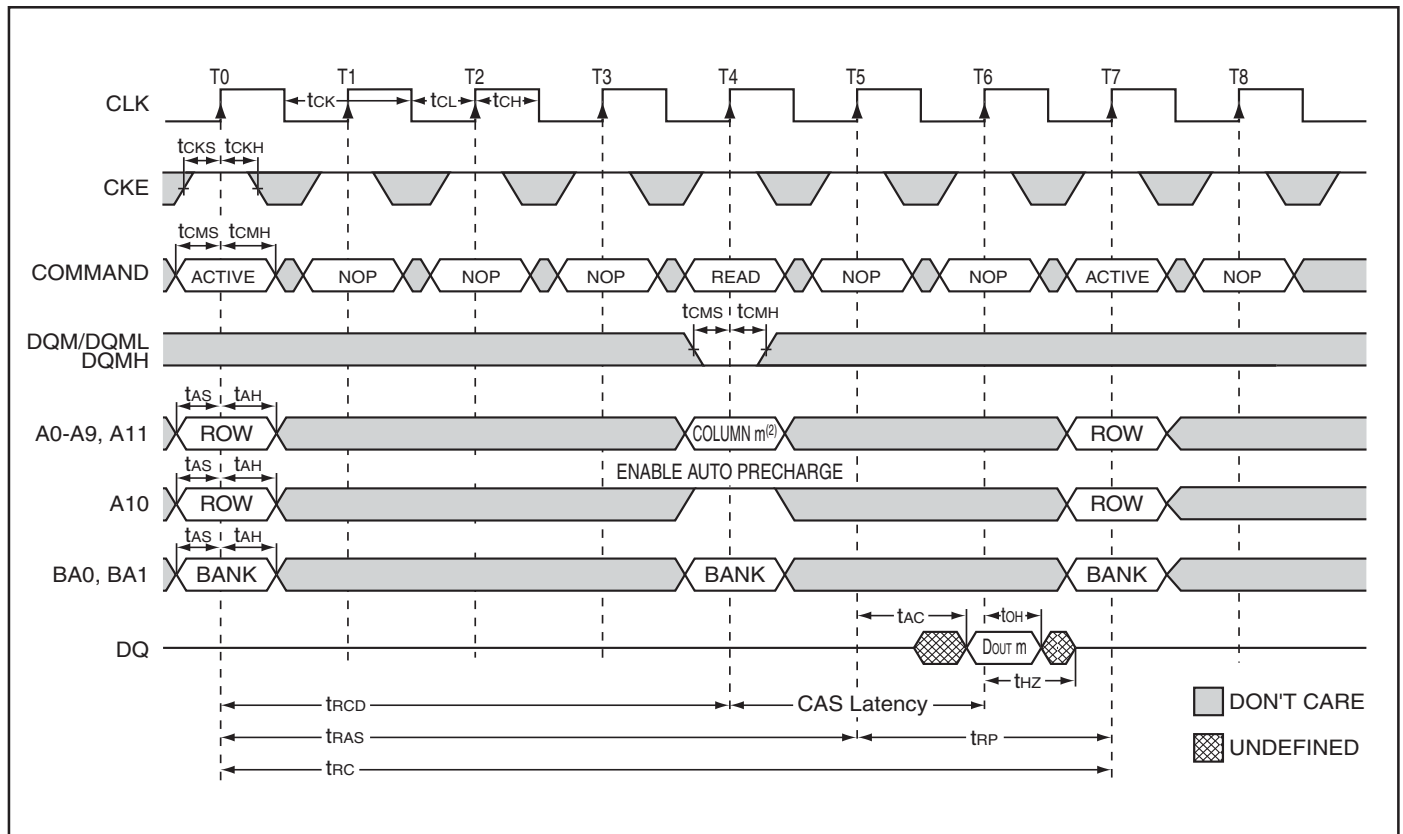 T0 T1 T2 T3 T4 T5 T6 T7 T8
CLK tCK tCL tCH
tCKS tCKH
CKE
tCMS tCMH
COMMAND ACTIVE NOP NOP NOP READ NOP NOP ACTIVE NOP
tCMS tCMH
DQM/DQML
DQMH
tAS tAH
A0-A9, A11 ROW COLUMN m(2) ROW
tAS tAH ENABLE AUTO PRECHARGE
A10 ROW ROW
tAS tAH
BA0, BA1 BANK BANK BANK
tAC tOH
DQ DOUT m
tHZ
tRCD CAS Latency
DON'T CARE
tRAS tRP
UNDEFINED
tRC